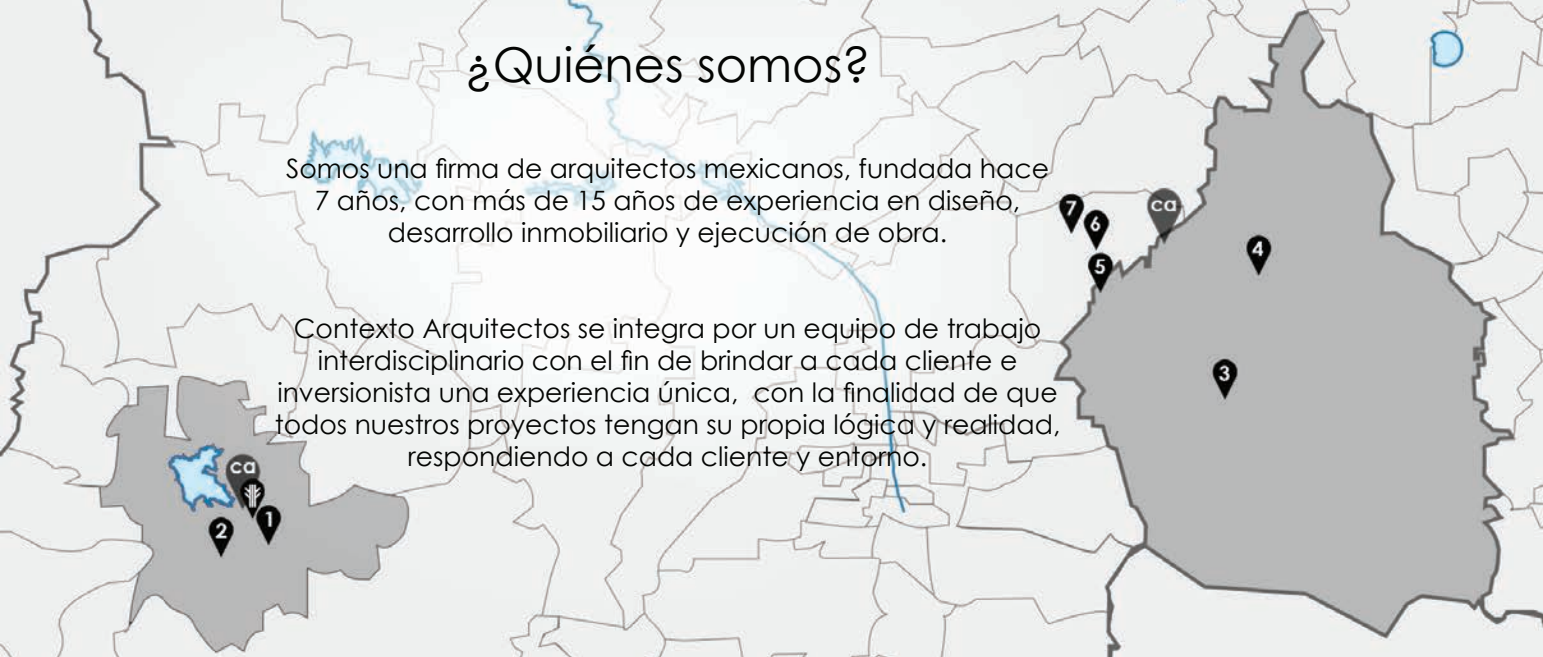 ¿Quiénes somos?
Somos una firma de arquitectos mexicanos, fundada hace
7 años, con más de 15 años de experiencia en diseño,
desarrollo inmobiliario y ejecución de obra.
Contexto Arquitectos se integra por un equipo de trabajo
interdisciplinario con el fin de brindar a cada cliente e
inversionista una experiencia única, con la finalidad de que
todos nuestros proyectos tengan su propia lógica y realidad,
respondiendo a cada cliente y entorno.
7
6
ca
5
4
3
ca
1
2